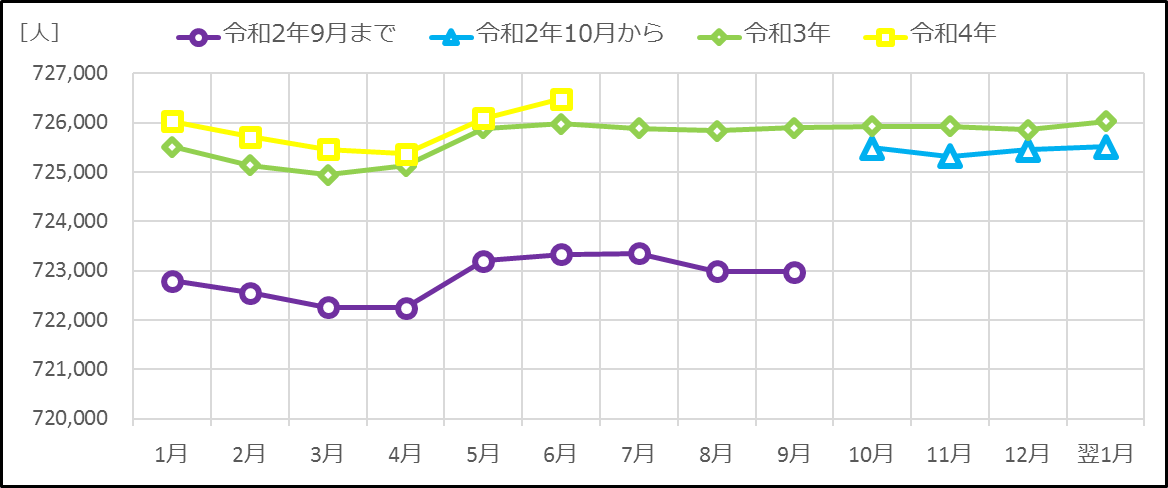 [人]
令和2年9月まで 令和2年10月から 令和3年 令和4年
727,000
726,000
725,000
724,000
723,000
722,000
721,000
720,000
1月 2月 3月 4月 5月 6月 7月 8月 9月 10月 11月 12月 翌1月